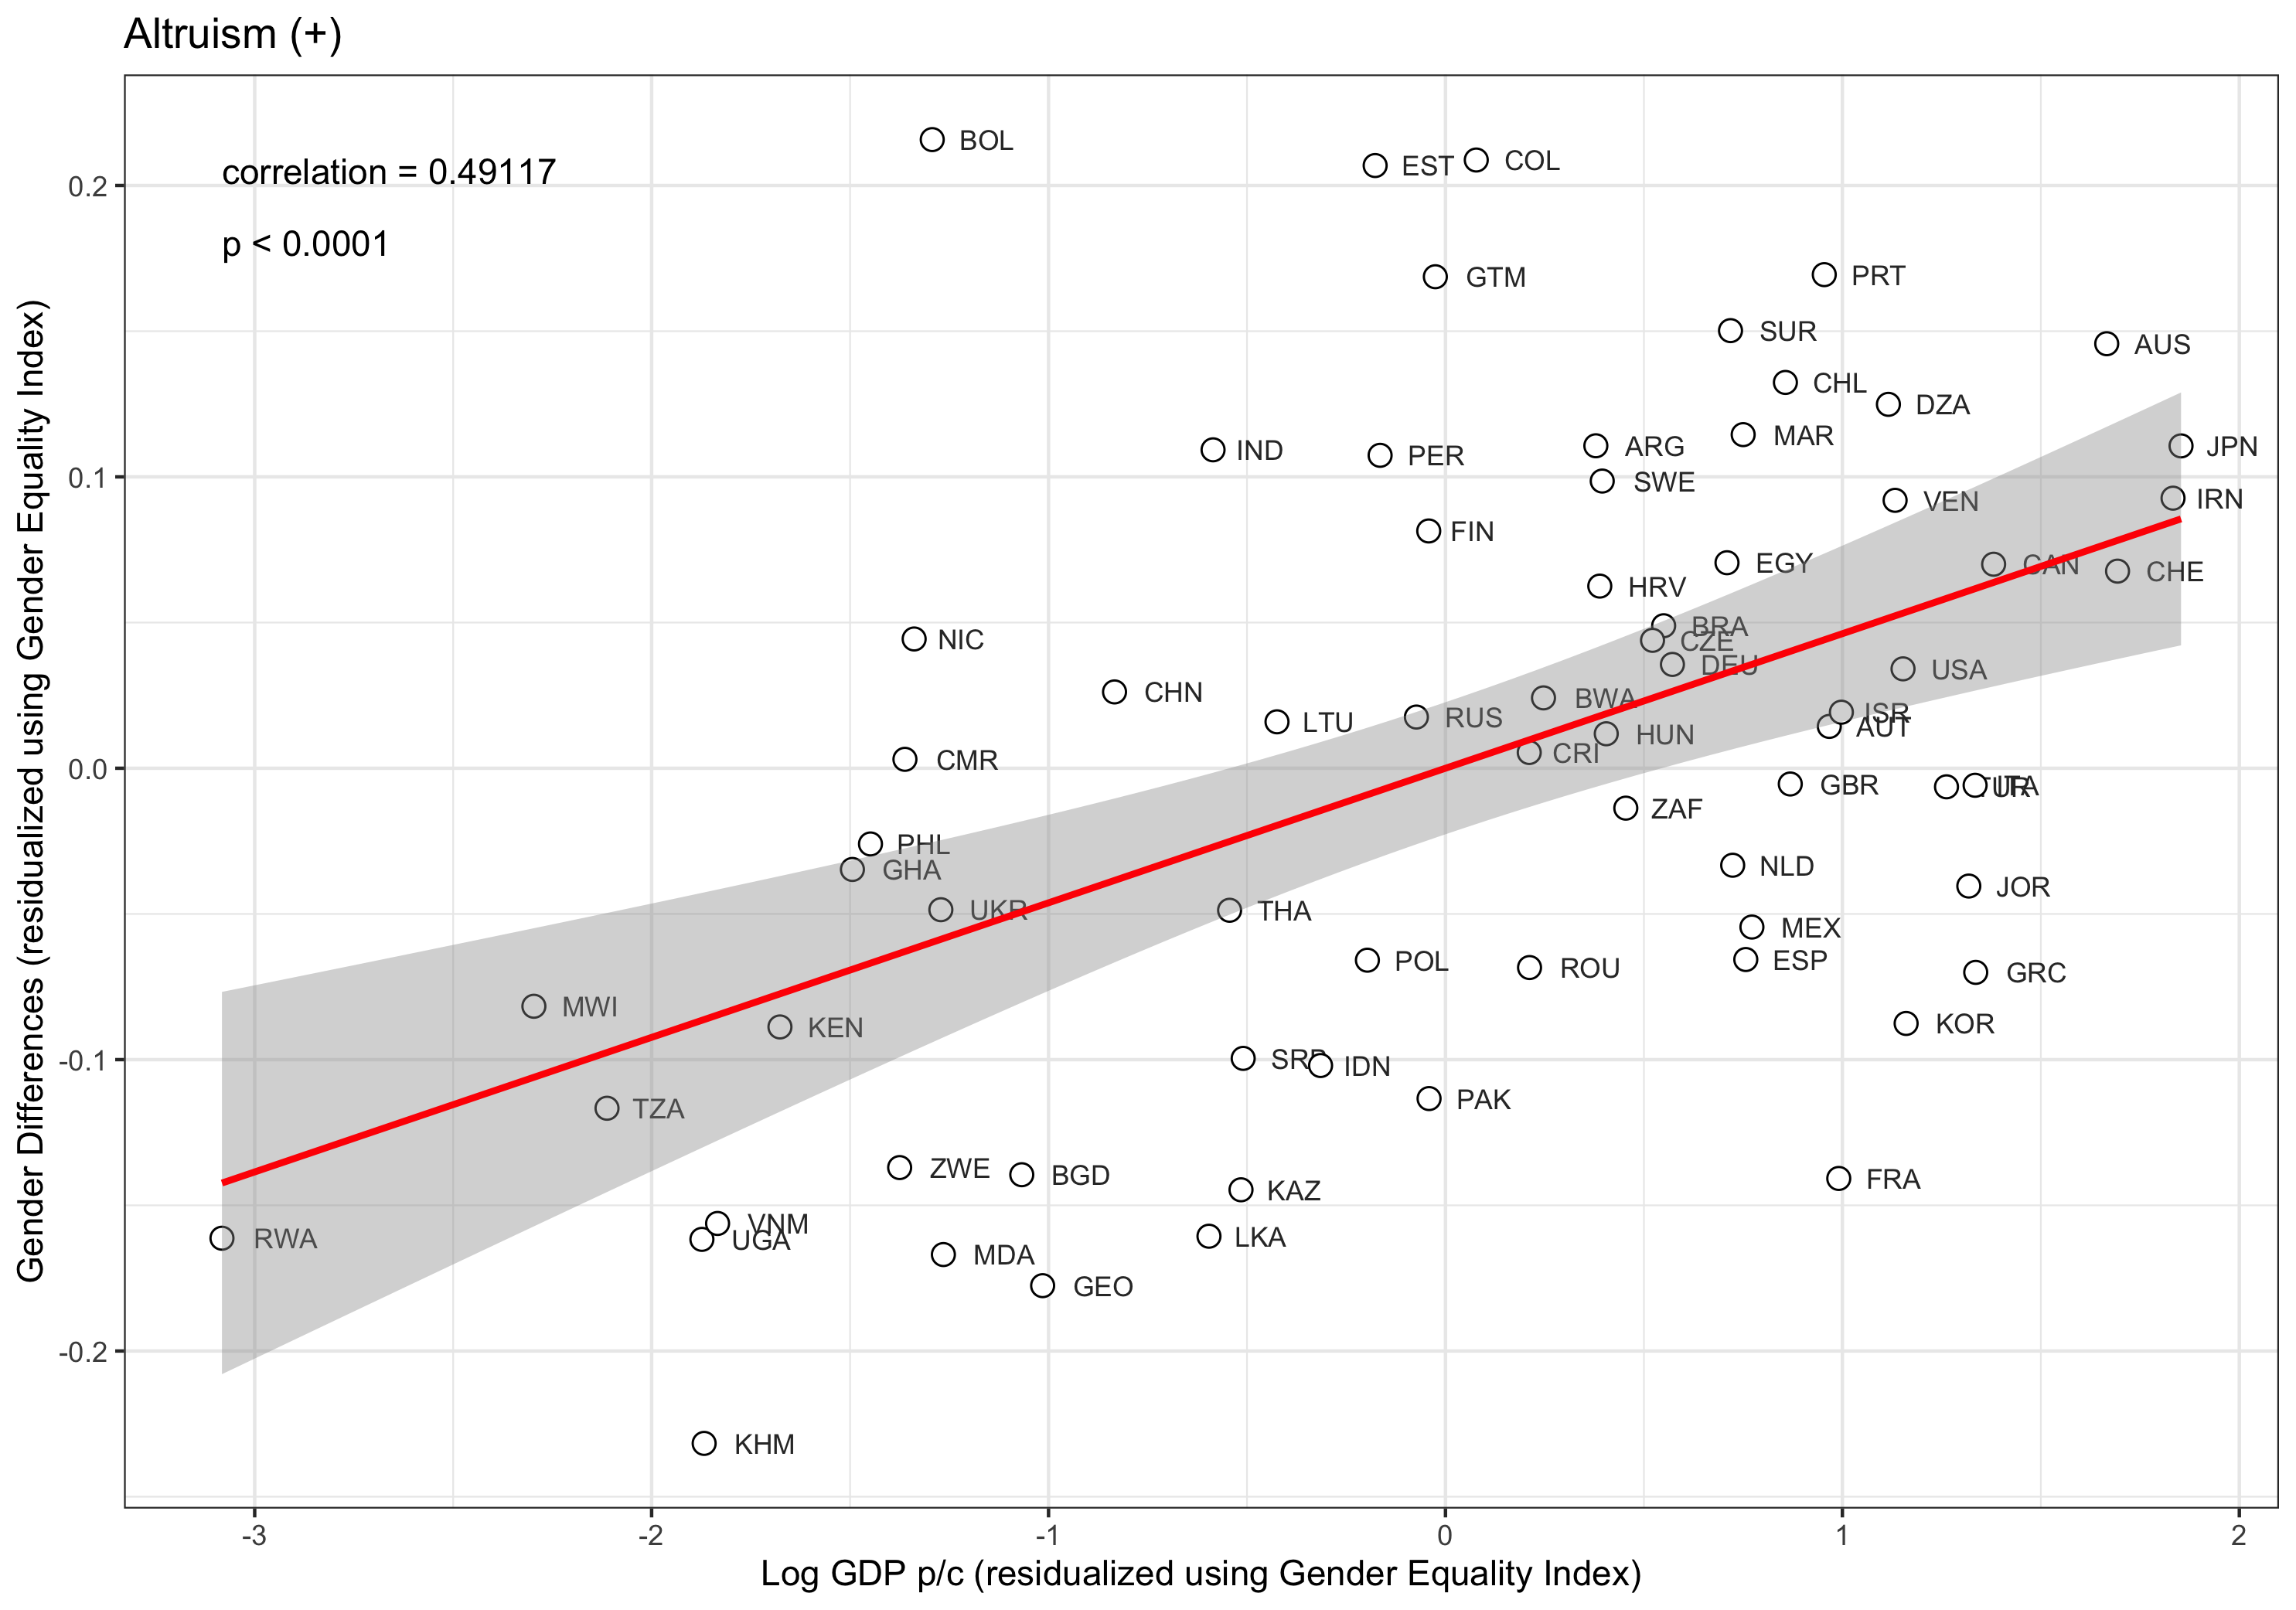 Altruism (+)
correlation = 0.49117
p < 0.0001
Gender Differences (residualized using Gender Equality Index)
0.2
0.1
0.0
-0.1
-0.2
BOL
EST
COL
GTM
PRT
SUR
AUS
CHL
DZA
MAR
ARG
JPN
IND
PER
SWE
IRN
VEN
FIN
EGY
CAN
CHE
HRV
BRA
CZE
NIC
DEU
USA
CHN
BWA
ISR
RUS
LTU
AUT
HUN
CRI
CMR
GBR
TUR
ITA
ZAF
PHL
NLD
GHA
JOR
UKR
THA
MEX
ESP
POL
ROU
GRC
MWI
KOR
KEN
SRB
IDN
PAK
TZA
ZWE
BGD
FRA
KAZ
VNM
LKA
RWA
UGA
MDA
GEO
KHM
-3
-2
-1
0
1
2
Log GDP p/c (residualized using Gender Equality Index)